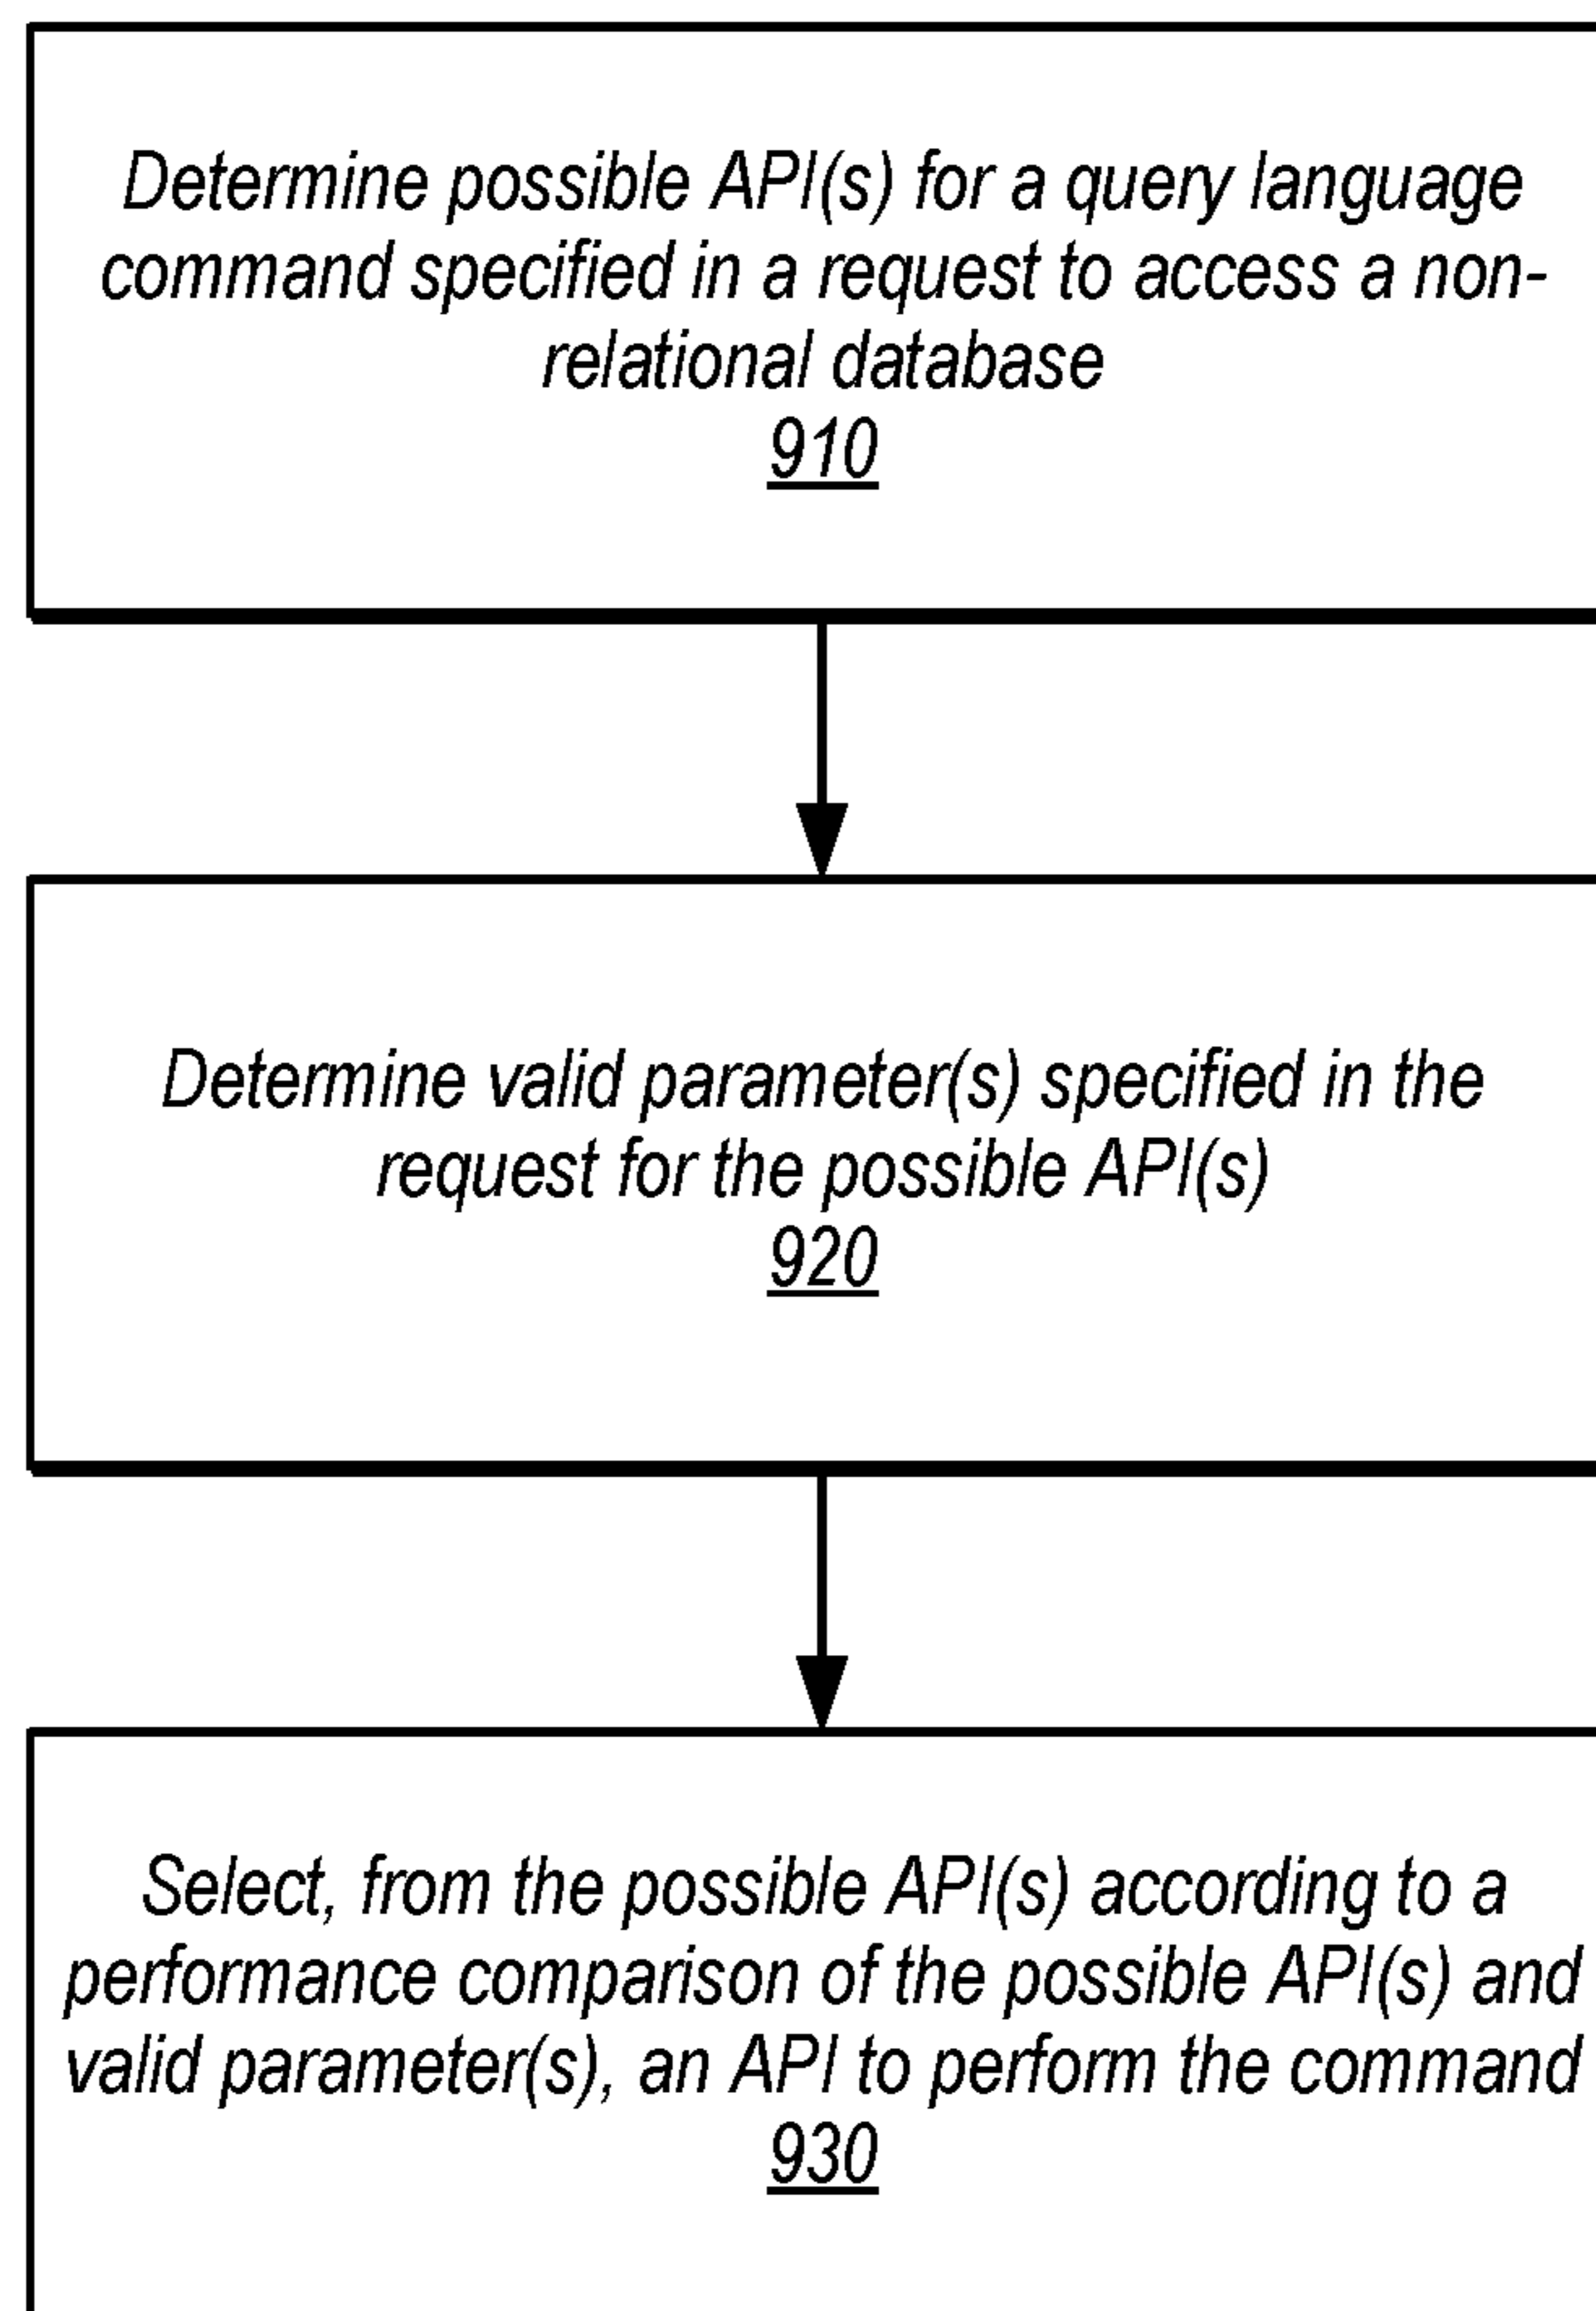 Determine possible API(s) for a query language
command specified in a request to access a non-
relational database
910
Determine valid parameter(s) specified in the
request for the possible API(s)
920
Select, from the possible API(s) according to a
performance comparison of the possible API(s) and
valid parameter(s), an API to perform the command
930